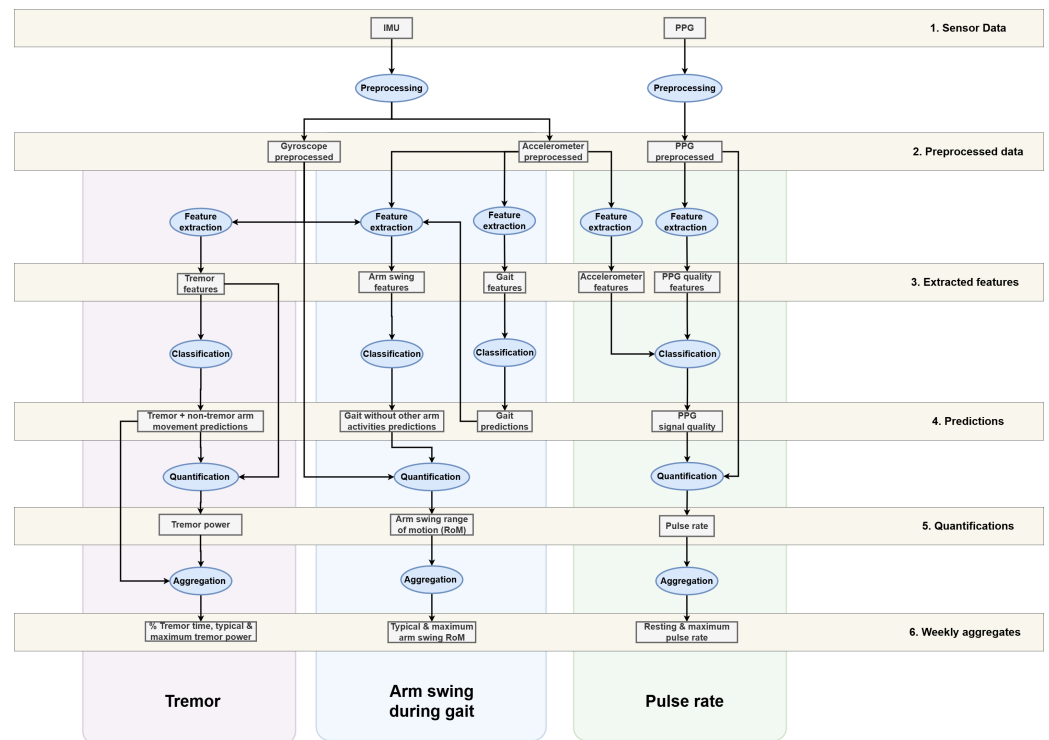 IMU
PPG
1. Sensor Data
Preprocessing
Preprocessing
Gyroscope
preprocessed
Accelerometer
preprocessed
PPG
preprocessed
2. Preprocessed data
Feature
extraction
Feature
extraction
Feature
extraction
Feature
extraction
Feature
extraction
Tremor
features
Arm swing
features
Gait
features
Accelerometer
features
PPG quality
features
3. Extracted features
Classification
Classification
Classification
Classification
Tremor + non-tremor arm
movement predictions
Gait without other arm
activities predictions
Gait
predictions
PPG
signal quality
4. Predictions
Quantification
Quantification
Quantification
Tremor power
Arm swing range
of motion (RoM)
Pulse rate
5. Quantifications
Aggregation
Aggregation
Aggregation
% Tremor time, typical &
maximum tremor power
Typical & maximum
arm swing RoM
Resting & maximum
pulse rate
6. Weekly aggregates
Tremor
Arm swing
during gait
Pulse rate